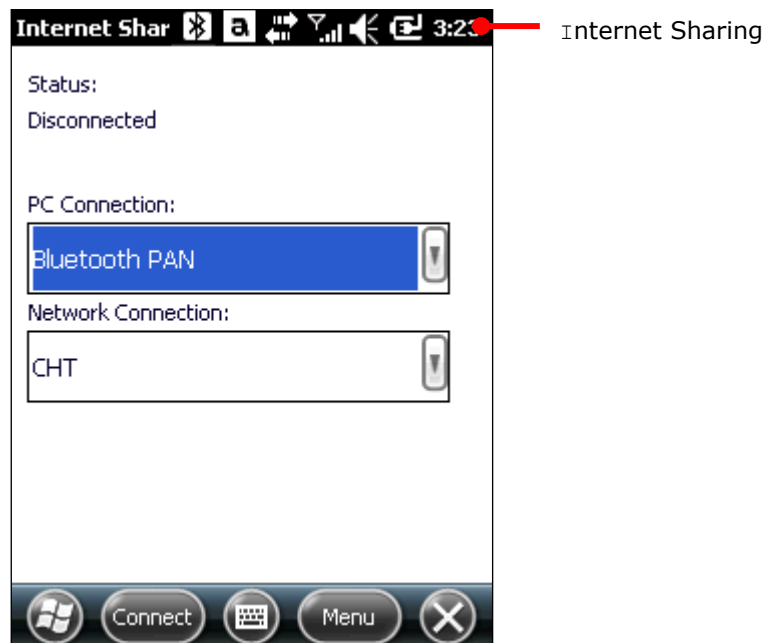 Internet Shar a 3:23
Internet Sharing
Status:
Disconnected
PC Connection:
Bluetooth PAN
Network Connection:
CHT
Connect Menu